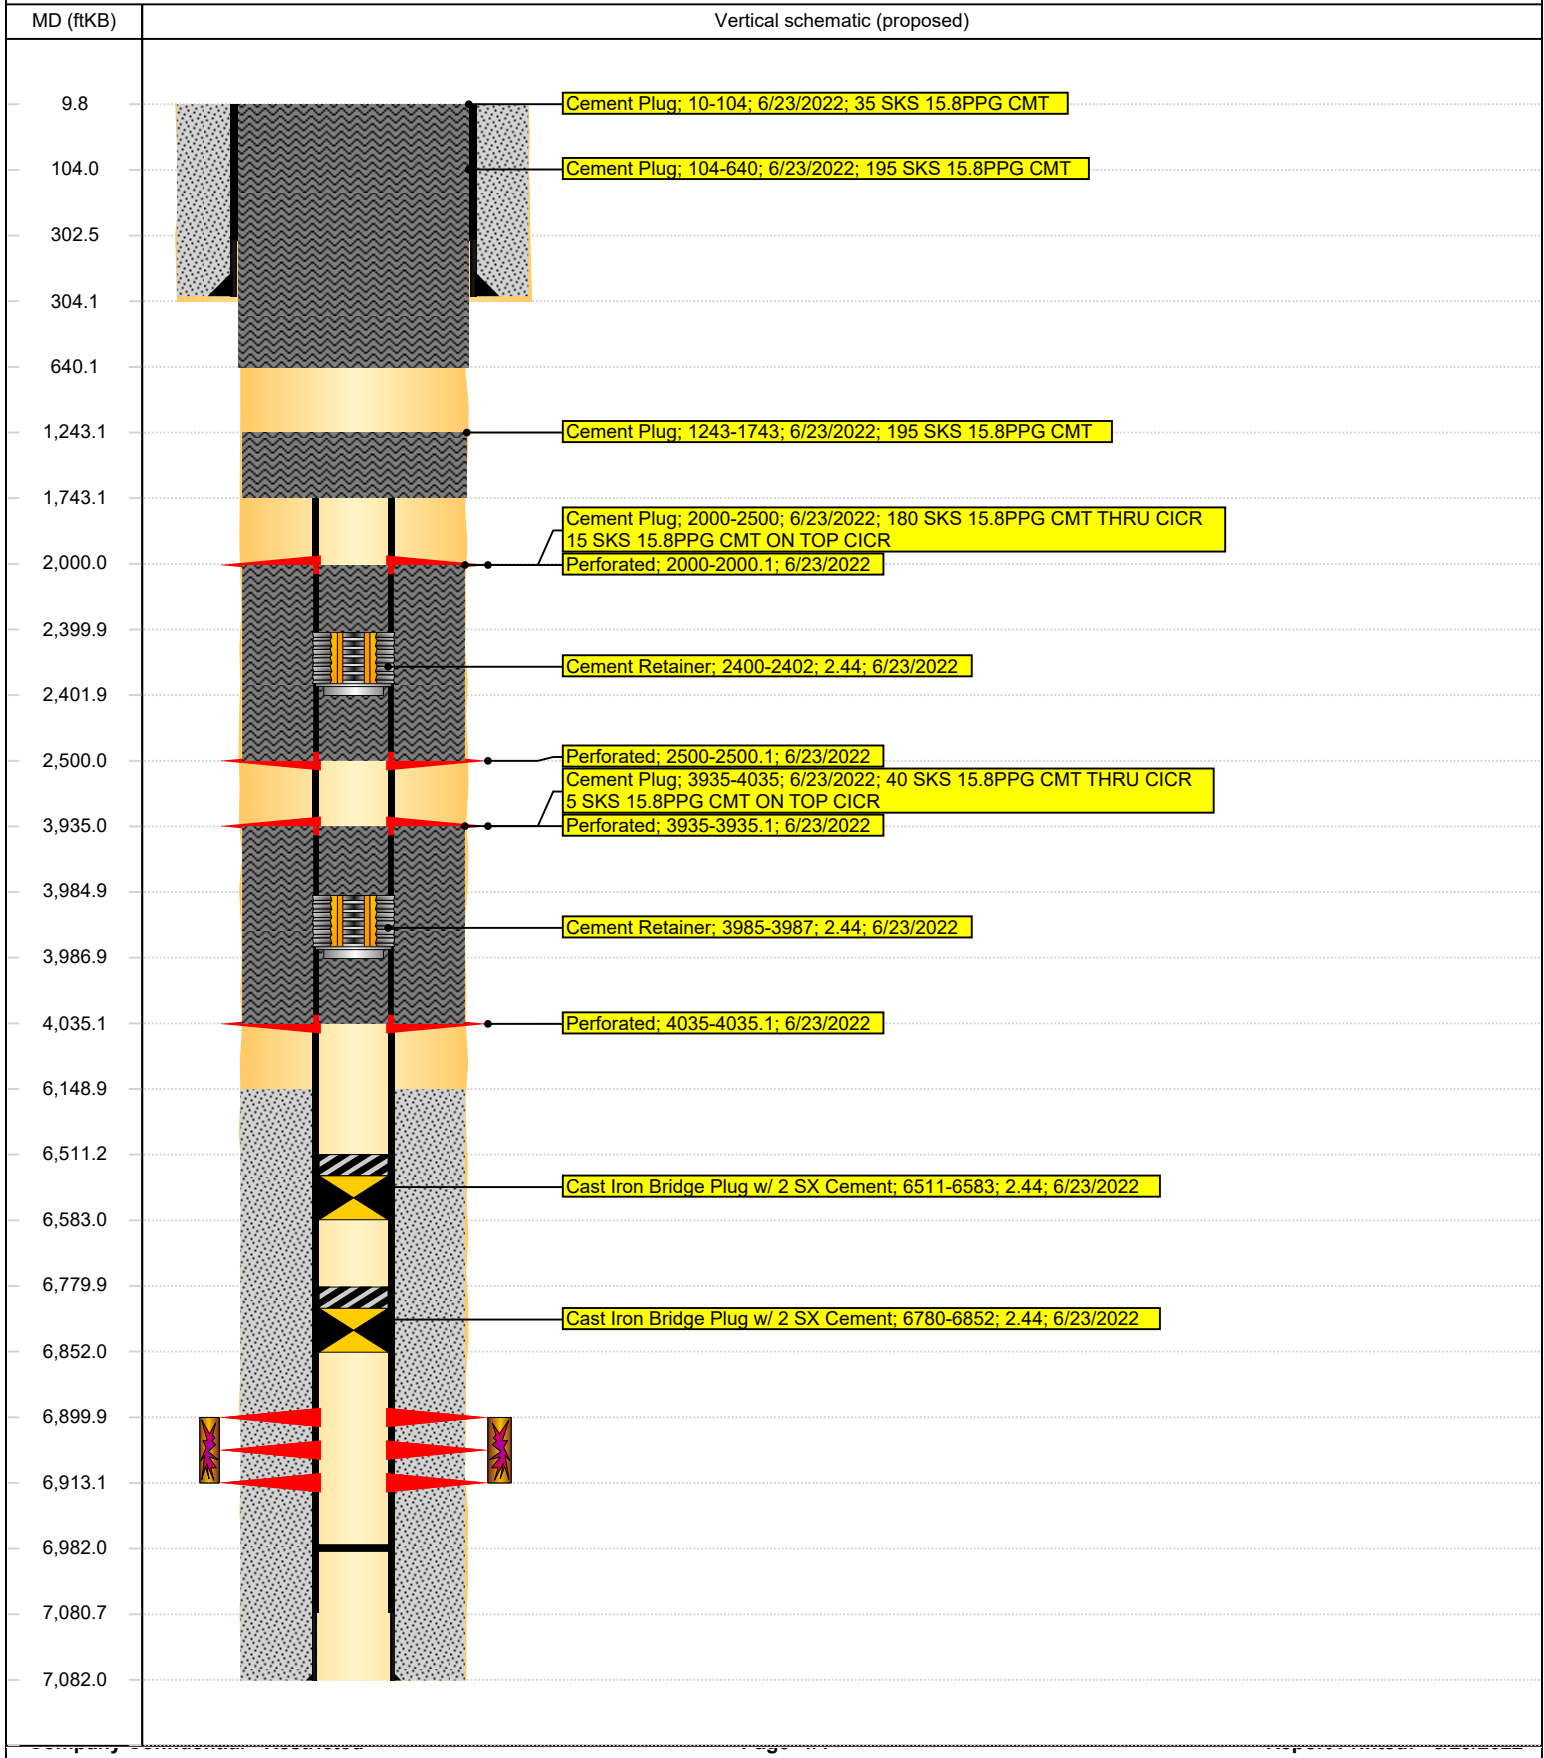 MD (ftKB)
Vertical schematic (proposed)
9.8
Cement Plug; 10-104; 6/23/2022; 35 SKS 15.8PPG CMT
104.0
Cement Plug; 104-640; 6/23/2022; 195 SKS 15.8PPG CMT
302.5
304.1
640.1
1,243.1
Cement Plug; 1243-1743; 6/23/2022; 195 SKS 15.8PPG CMT
1,743.1
Cement Plug; 2000-2500; 6/23/2022; 180 SKS 15.8PPG CMT THRU CICR
15 SKS 15.8PPG CMT ON TOP CICR
2,000.0
Perforated; 2000-2000.1; 6/23/2022
2,399.9
Cement Retainer; 2400-2402; 2.44; 6/23/2022
2,401.9
2,500.0
Perforated; 2500-2500.1; 6/23/2022
Cement Plug; 3935-4035; 6/23/2022; 40 SKS 15.8PPG CMT THRU CICR
5 SKS 15.8PPG CMT ON TOP CICR
3,935.0
Perforated; 3935-3935.1; 6/23/2022
3,984.9
Cement Retainer; 3985-3987; 2.44; 6/23/2022
3,986.9
4,035.1
Perforated; 4035-4035.1; 6/23/2022
6,148.9
6,511.2
Cast Iron Bridge Plug w/ 2 SX Cement; 6511-6583; 2.44; 6/23/2022
6,583.0
6,779.9
Cast Iron Bridge Plug w/ 2 SX Cement; 6780-6852; 2.44; 6/23/2022
6,852.0
6,899.9
6,913.1
6,982.0
7,080.7
7,082.0